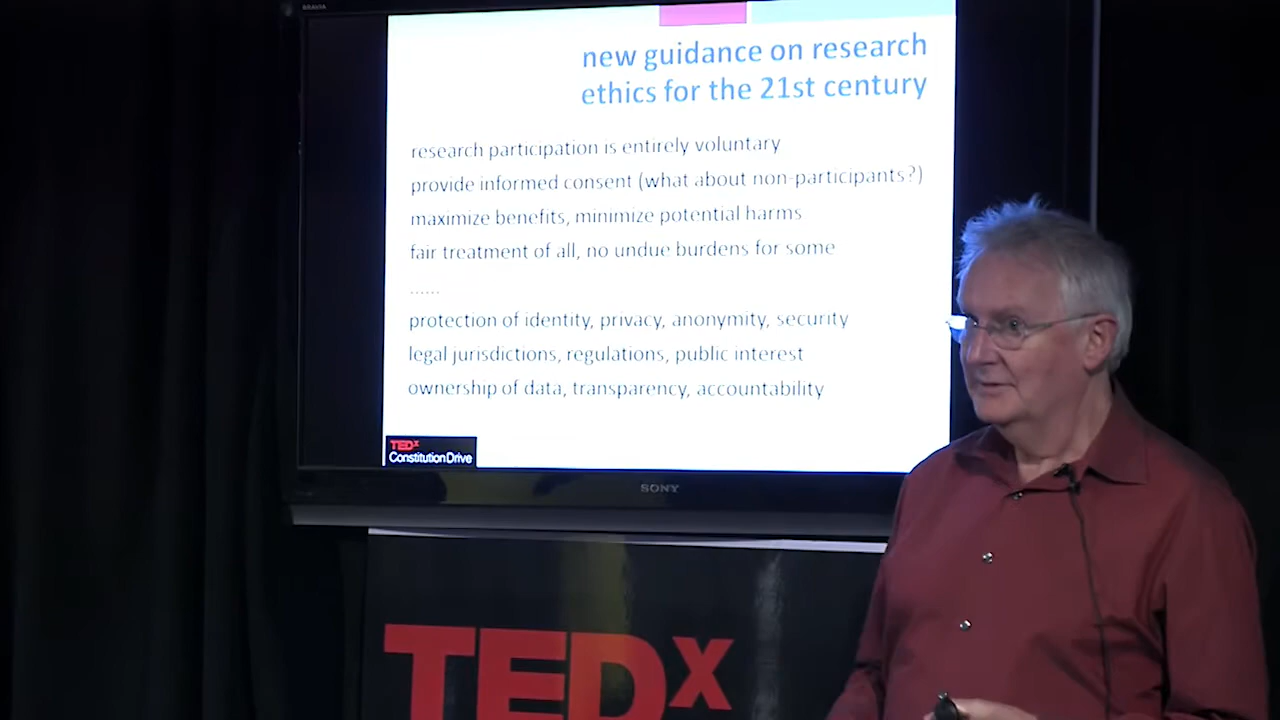 BRAVIA
new guidance on research
ethics for the 21st century
research participation is entirely voluntary
provide informed consent (what about non-participants?)
maximize benefits, minimize potential harms
fair treatment of all, no undue burdens for some
......
protection of identity, privacy, anonymity, security
legal jurisdictions, regulations, public interest
ownership of data, transparency, accountability
TEDx
ConstitutionDrive
SONY
TEDx